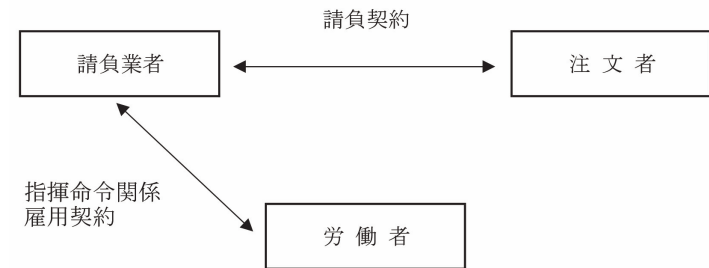 請負契約
請負業者
注文者
指揮命令関係
雇用契約
労働者